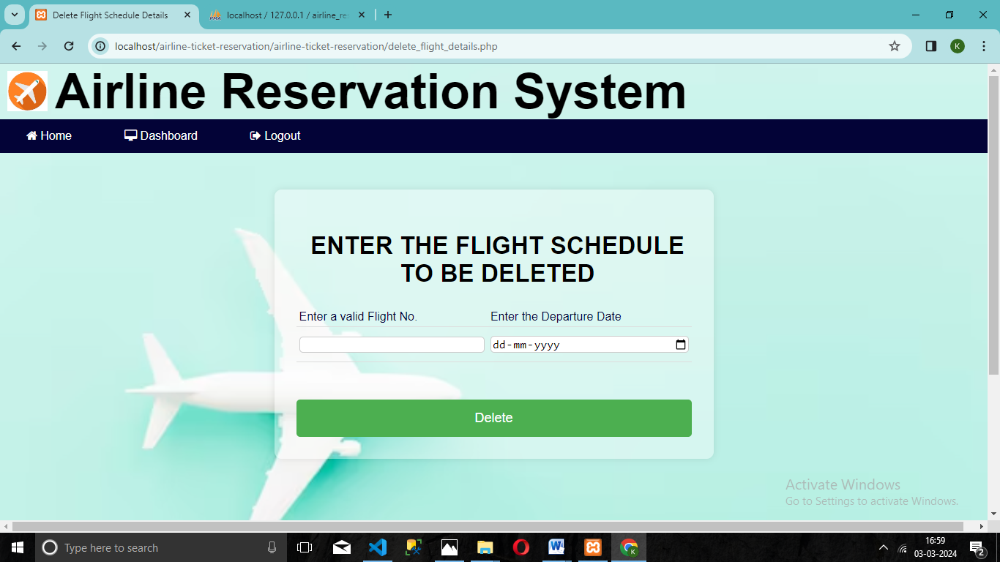 Delete Flight Schedule Details
localhost / 127.0.0.1 / airline_re
localhost/airline-ticket-reservation/airline-ticket-reservation/delete_flight_details.php
K
Airline Reservation System
Home Dashboard Logout
ENTER THE FLIGHT SCHEDULE
TO BE DELETED
Enter a valid Flight No. Enter the Departure Date
dd-mm-yyyy
Delete
Activate Windows
Go to Settings to activate Windows.
Type here to search
16:59
03-03-2024
2